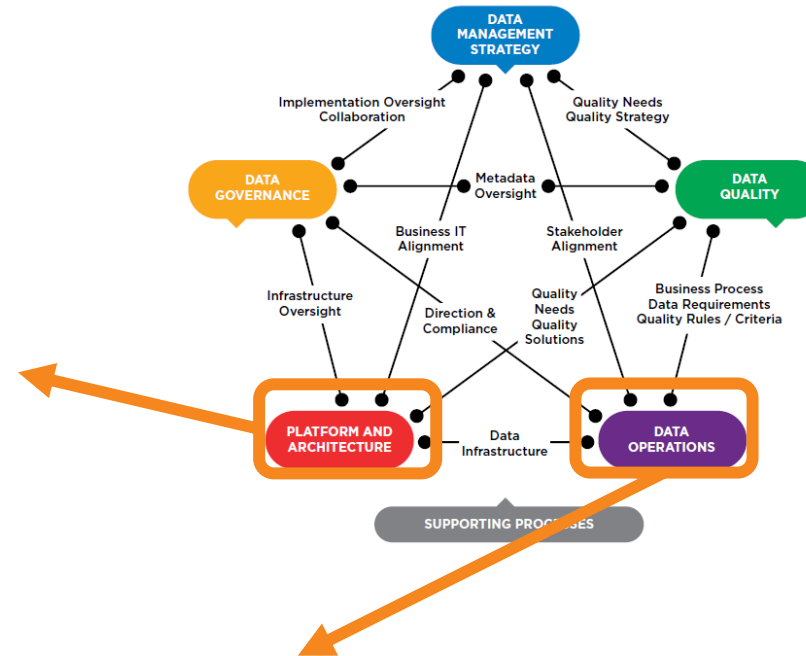 DATA
MANAGEMENT
STRATEGY
Implementation Oversight
Collaboration
Quality Needs
Quality Strategy
DATA
GOVERNANCE
Metadata
Oversight
DATA
QUALITY
Business IT
Alignment
Stakeholder
Alignment
Infrastructure
Oversight
Direction &
Compliance
Quality
Needs
Quality
Solutions
Business Process
Data Requirements
Quality Rules / Criteria
PLATFORM AND
ARCHITECTURE
Data
Infrastructure
DATA
OPERATIONS
SUPPORTING PROCESSES